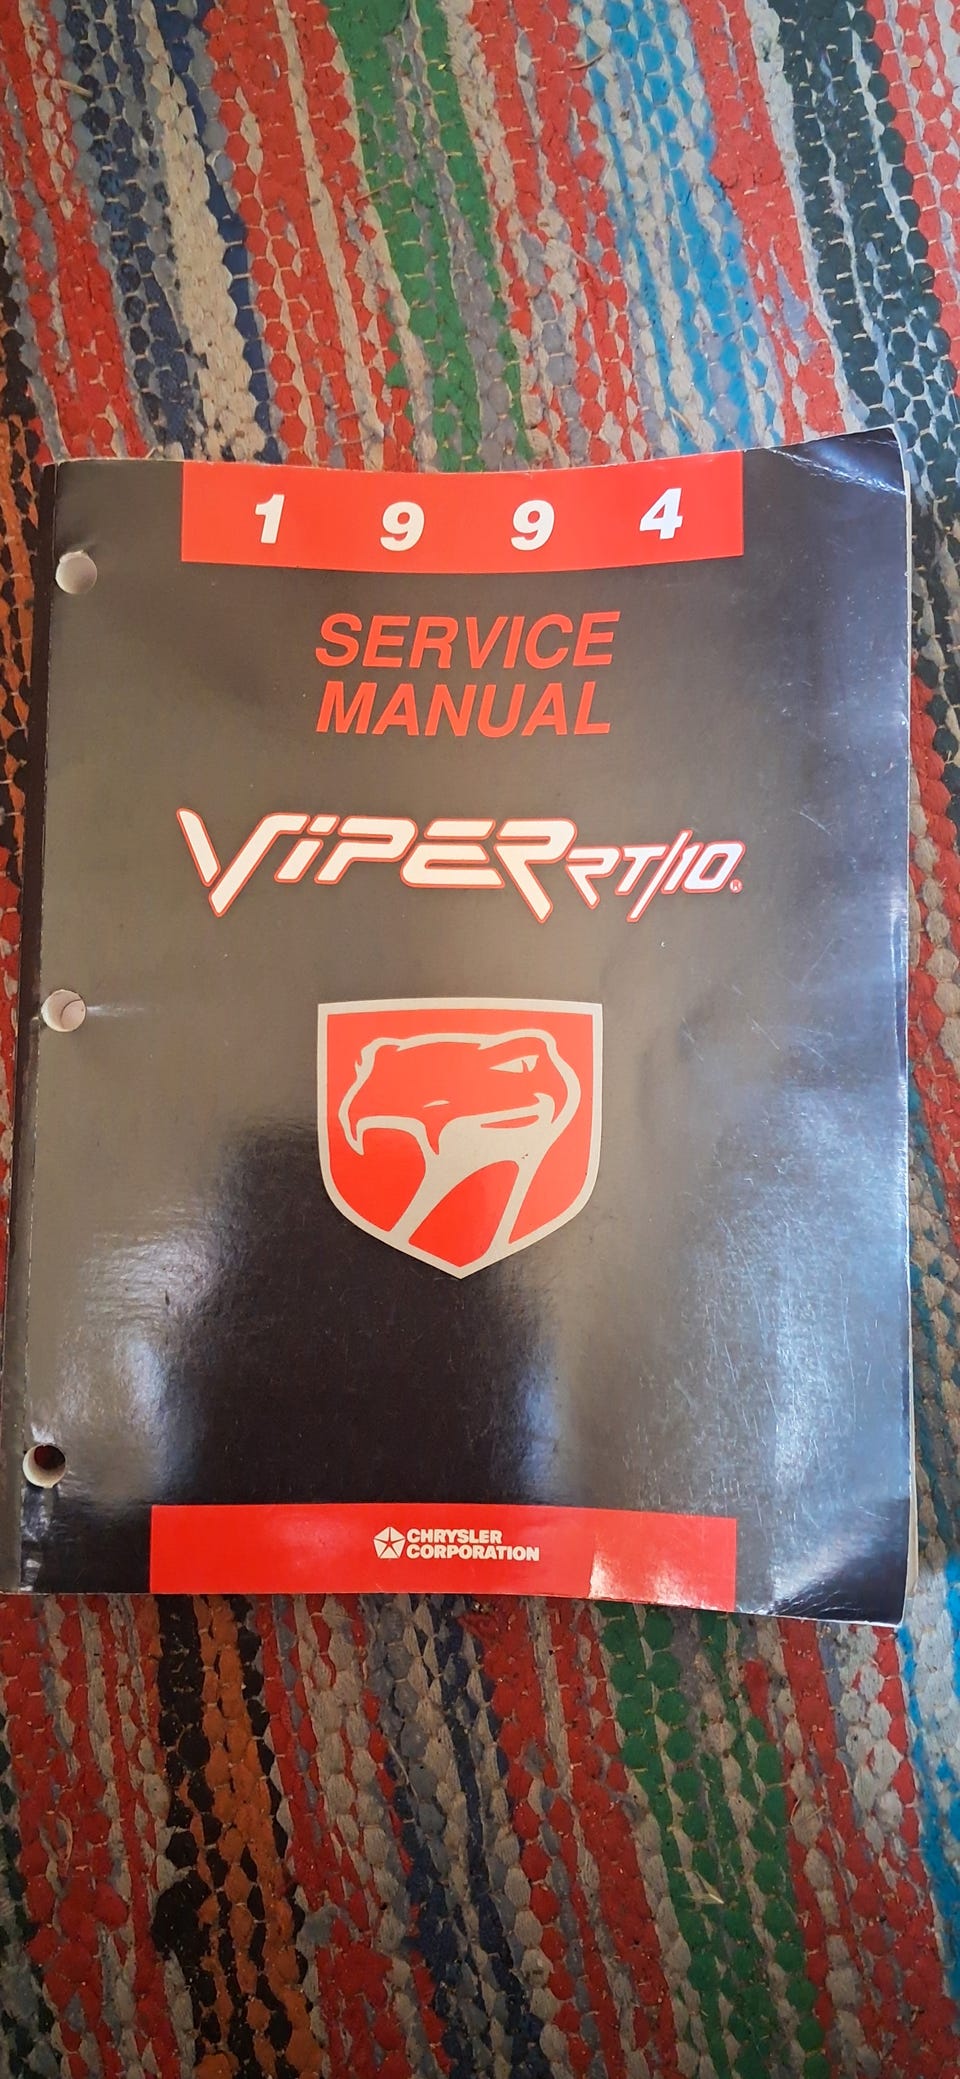 1 9 9 4
SERVICE
MANUAL
VIPER RT/10®
CHRYSLER
CORPORATION